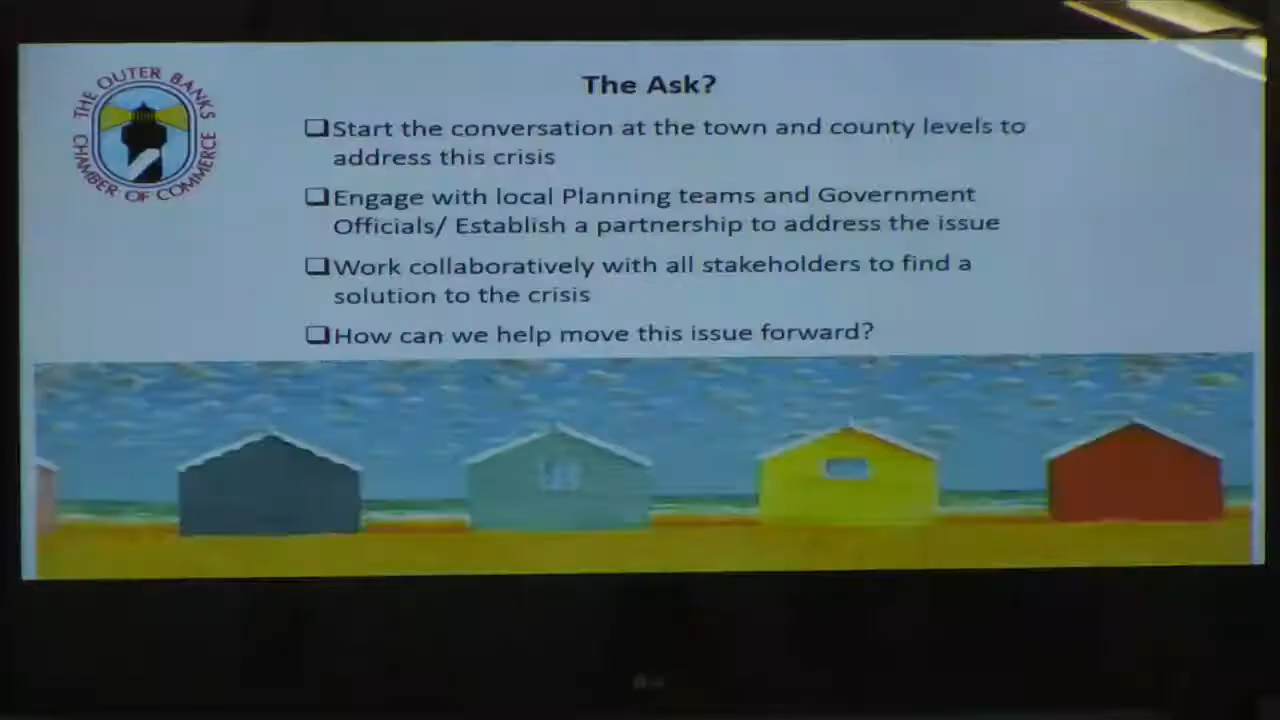 THE OUTER BANKS
CHAMBER OF COMMERCE
The Ask?
❑Start the conversation at the town and county levels to
address this crisis
❑Engage with local Planning teams and Government
Officials/ Establish a partnership to address the issue
❑Work collaboratively with all stakeholders to find a
solution to the crisis
❑How can we help move this issue forward?